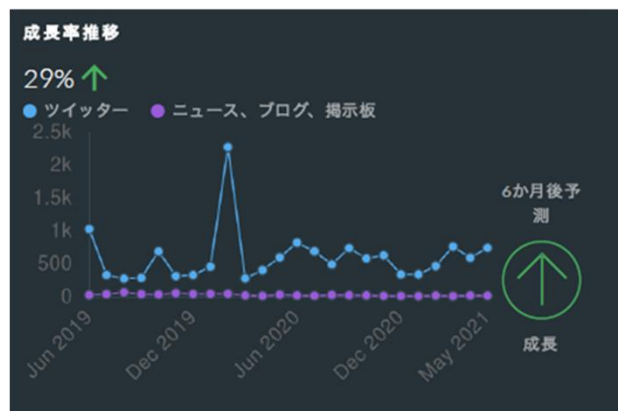 成長率推移
29%
ツイッター ニュース、ブログ、掲示板
2.5k
2k
1.5k
1k
500
0
Jun 2019
Dec 2019
Jun 2020
Dec 2020
May 2021
6か月後予
測
成長